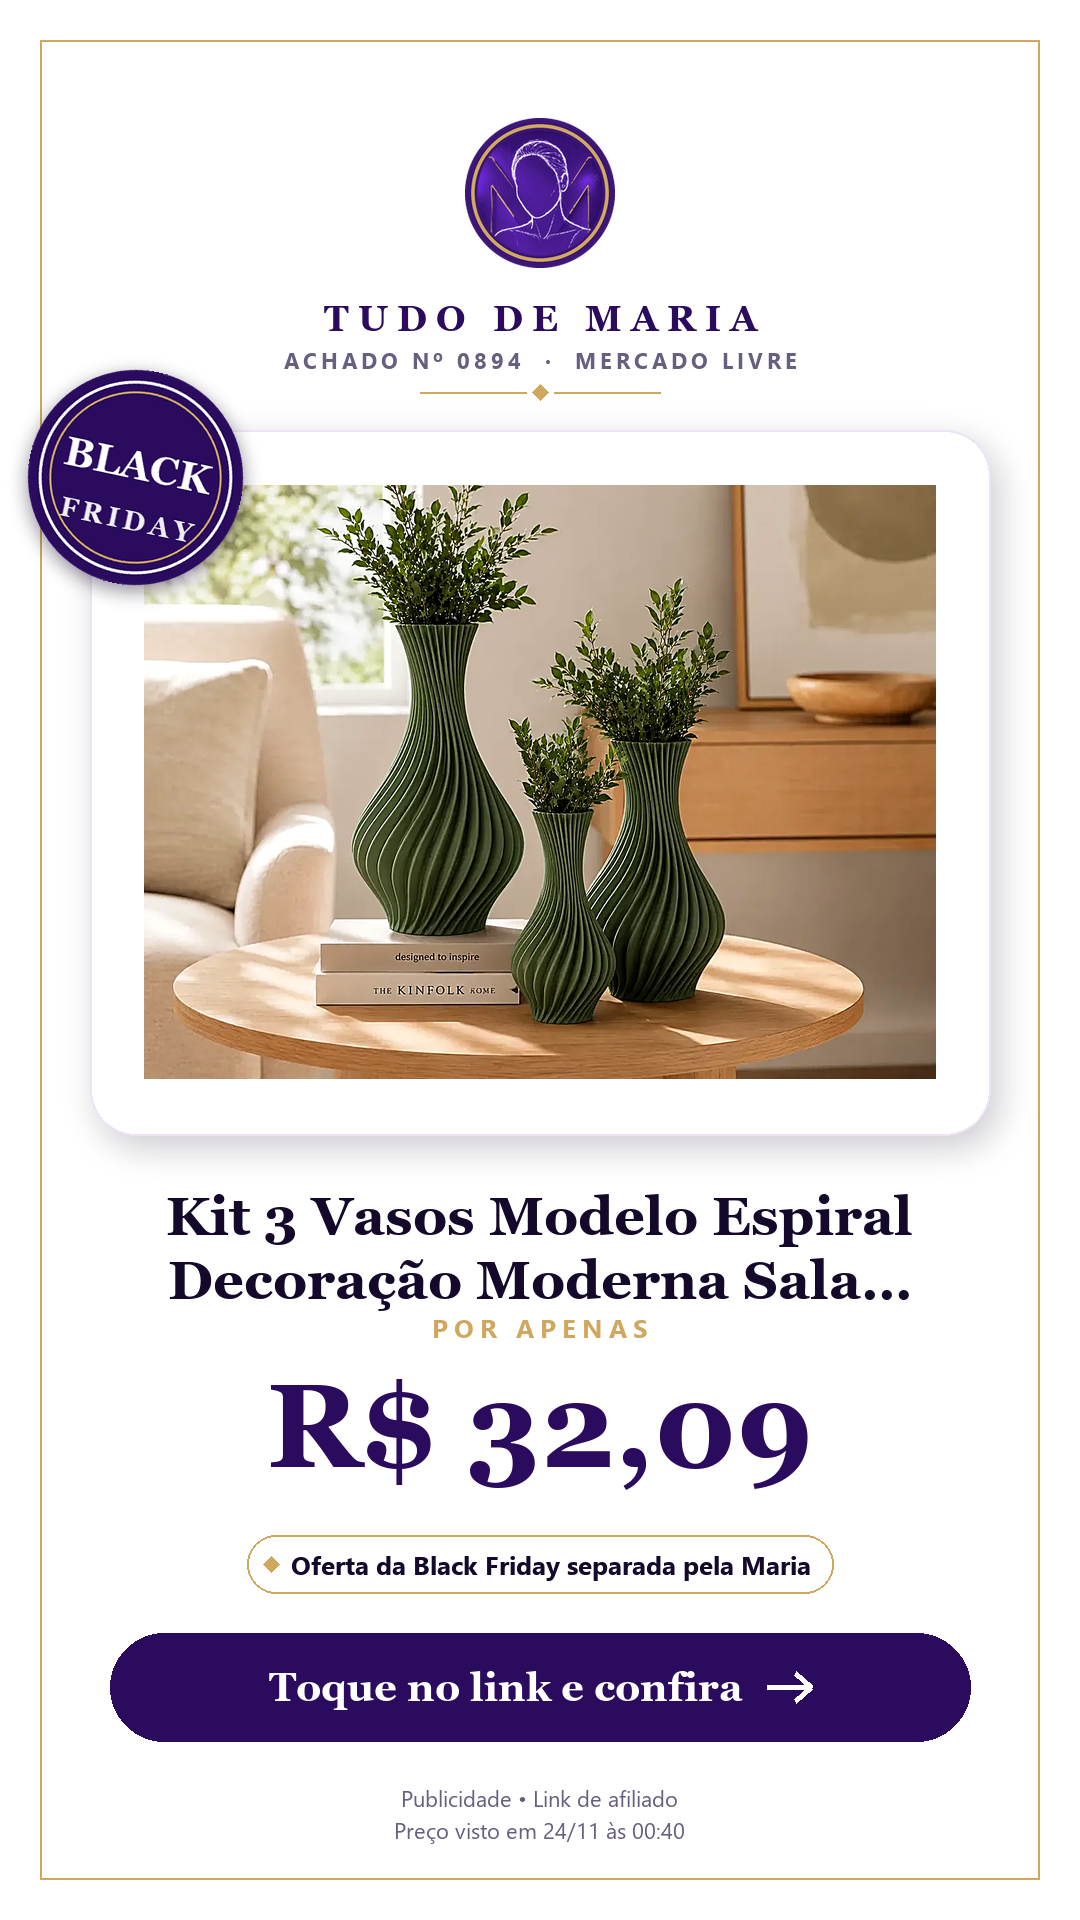 TUDO DE MARIA
ACHADO Nº 0894 · MERCADO LIVRE
BLACK
FRIDAY
designed to inspire
THE KINFOLK HOME
Kit 3 Vasos Modelo Espiral
Decoração Moderna Sala...
POR APENAS
R$ 32,09
Oferta da Black Friday separada pela Maria
Toque no link e confira →
Publicidade • Link de afiliado
Preço visto em 24/11 às 00:40